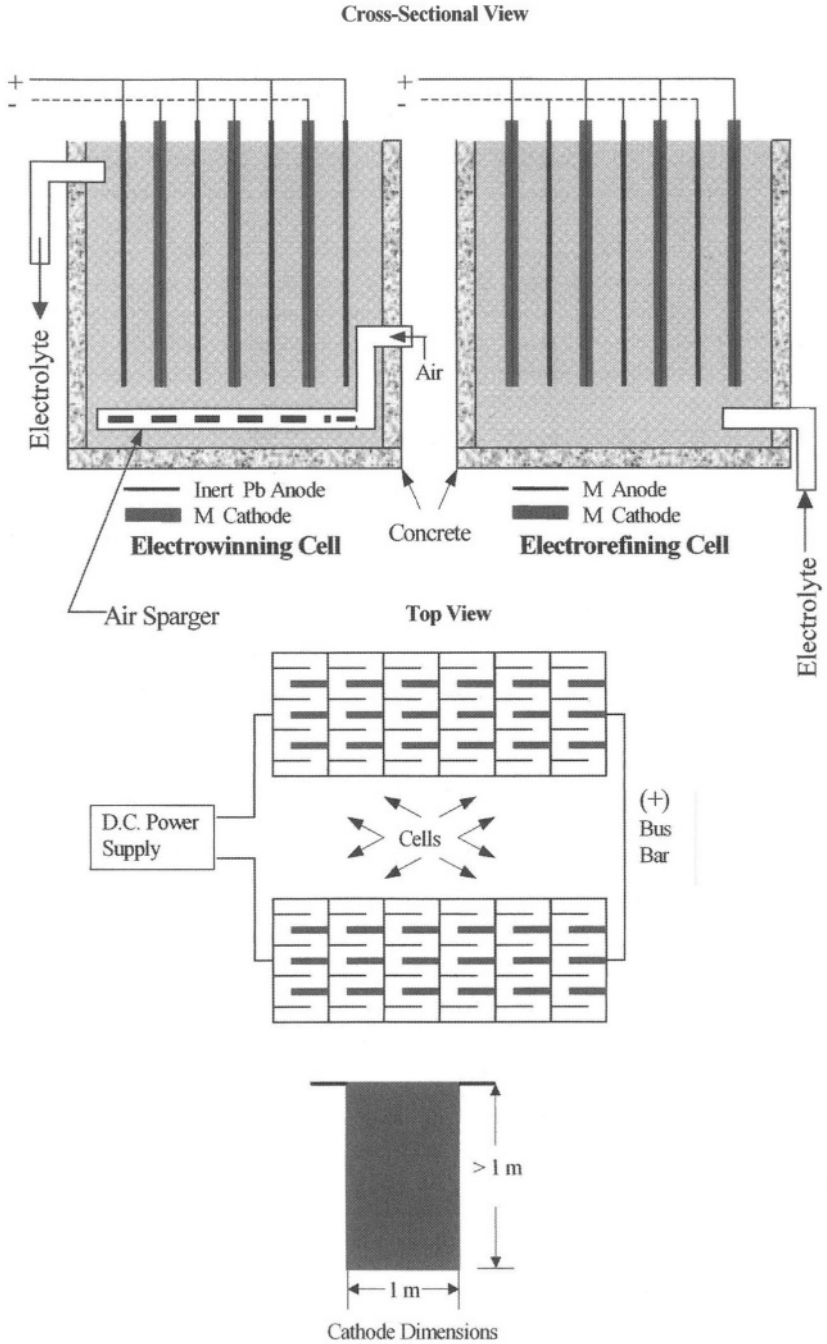 Cross-Sectional View
+
-
+
-
Electrolyte
Air
Inert Pb Anode
M Cathode
Electrowinning Cell
Concrete
M Anode
M Cathode
Electrorefining Cell
Electrolyte
Air Sparger
Top View
D.C. Power
Supply
Cells
(+)
Bus
Bar
> 1 m
1 m
Cathode Dimensions